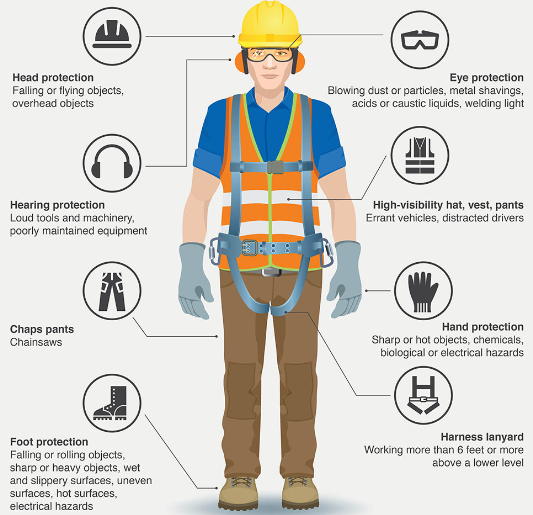 Head protection
Falling or flying objects,
overhead objects
Eye protection
Blowing dust or particles, metal shavings,
acids or caustic liquids, welding light
Hearing protection
Loud tools and machinery,
poorly maintained equipment
High-visibility hat, vest, pants
Errant vehicles, distracted drivers
Chaps pants
Chainsaws
Hand protection
Sharp or hot objects, chemicals,
biological or electrical hazards
Foot protection
Falling or rolling objects,
sharp or heavy objects, wet
and slippery surfaces, uneven
surfaces, hot surfaces,
electrical hazards
Harness lanyard
Working more than 6 feet or more
above a lower level